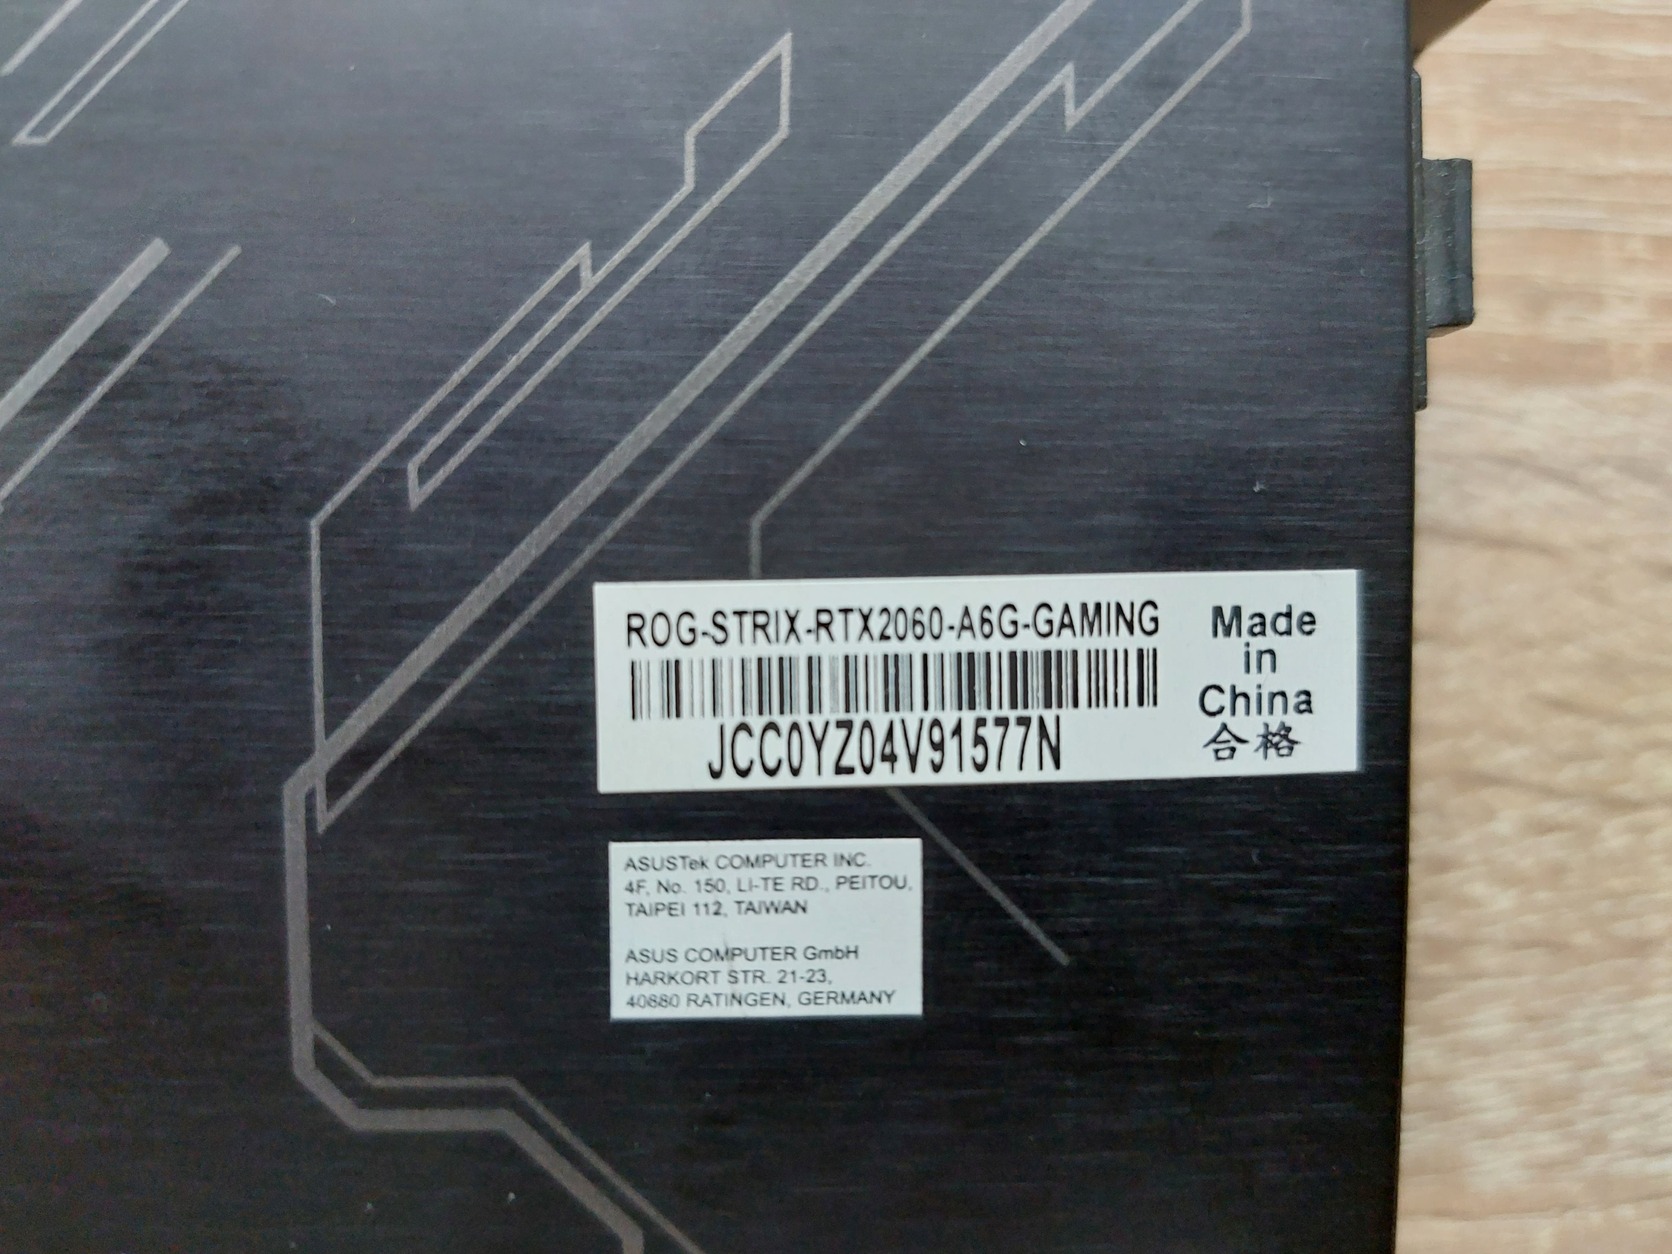 ROG-STRIX-RTX2060-A6G-GAMING
JCC0YZ04V91577N
Made
in
China
合格
ASUSTek COMPUTER INC.
4F, No. 150, LI-TE RD., PEITOU,
TAIPEI 112, TAIWAN
ASUS COMPUTER GmbH
HARKORT STR. 21-23,
40880 RATINGEN, GERMANY